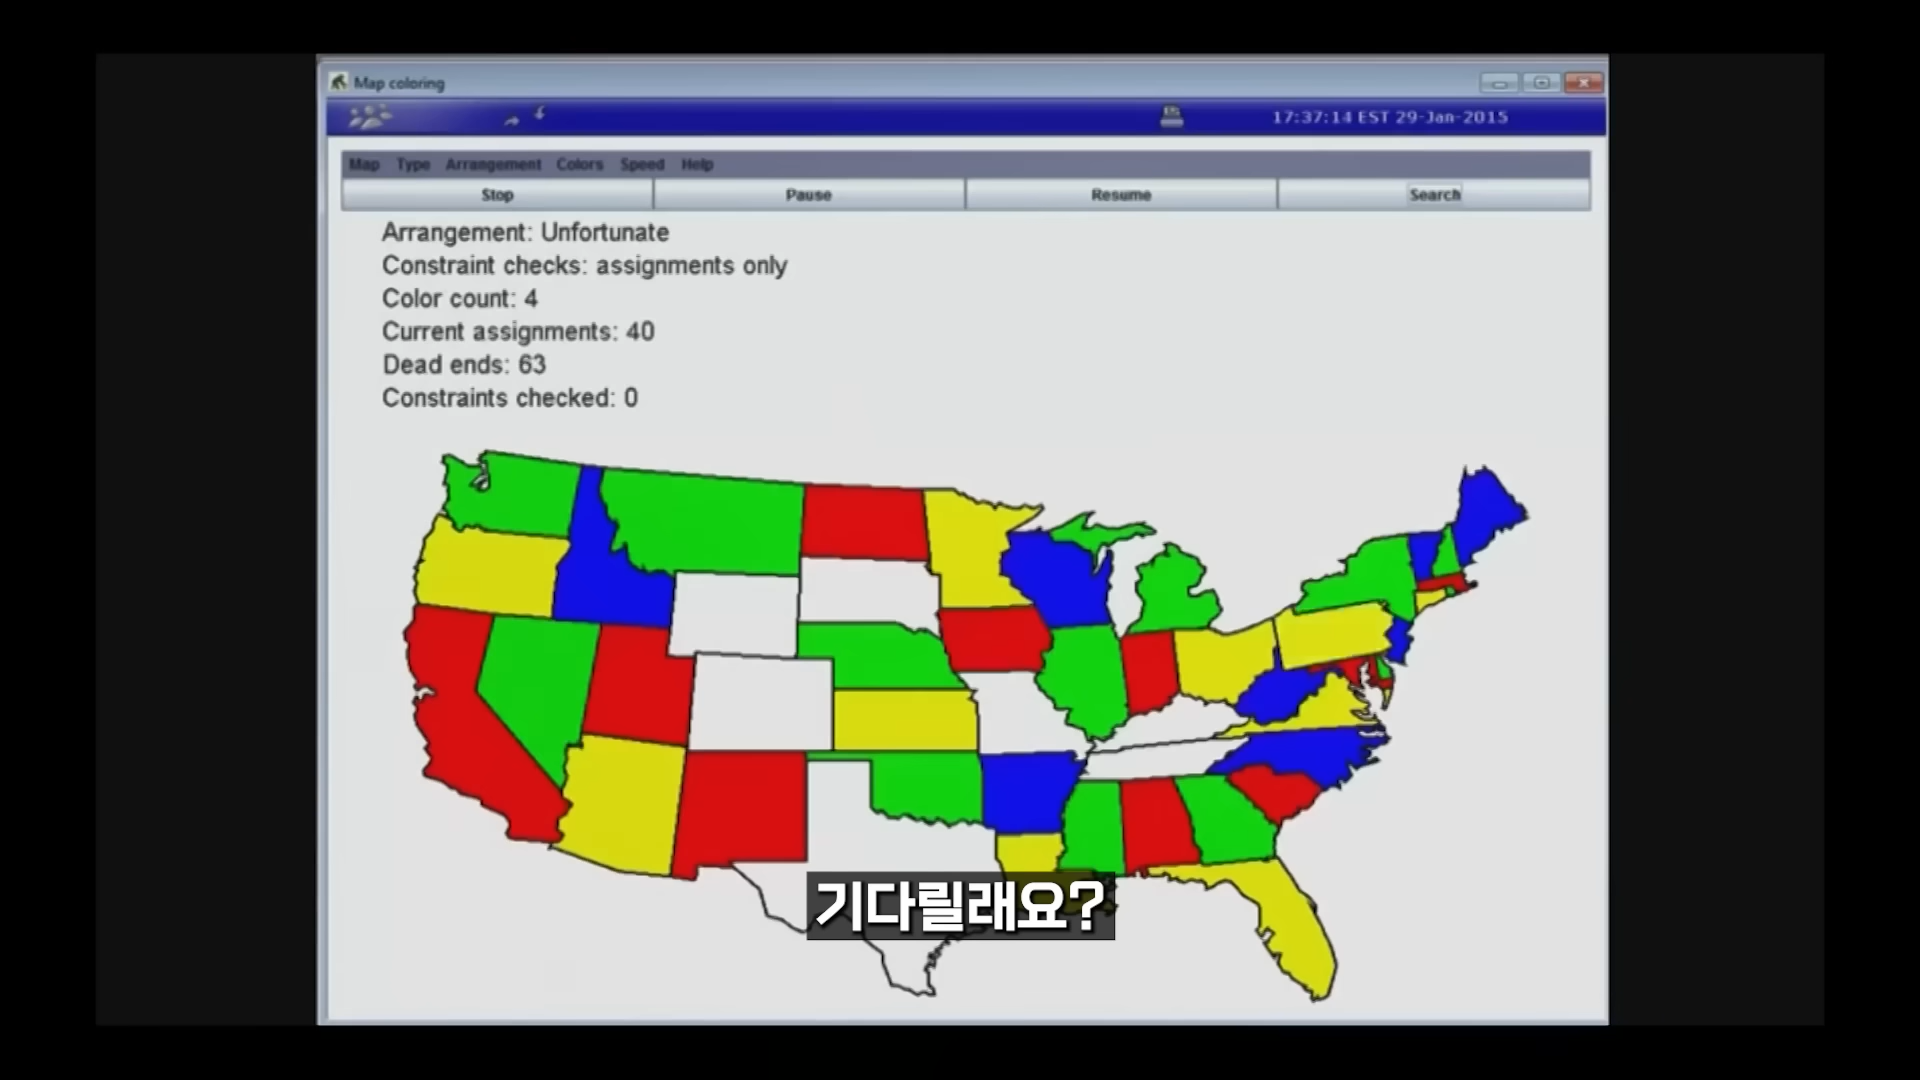 Map coloring
17:37:14 EST 29-Jan-2015
Map Type Arrangement Colors Speed Help
Stop Pause Resume Search
Arrangement: Unfortunate
Constraint checks: assignments only
Color count: 4
Current assignments: 40
Dead ends: 63
Constraints checked: 0
기다릴래요?